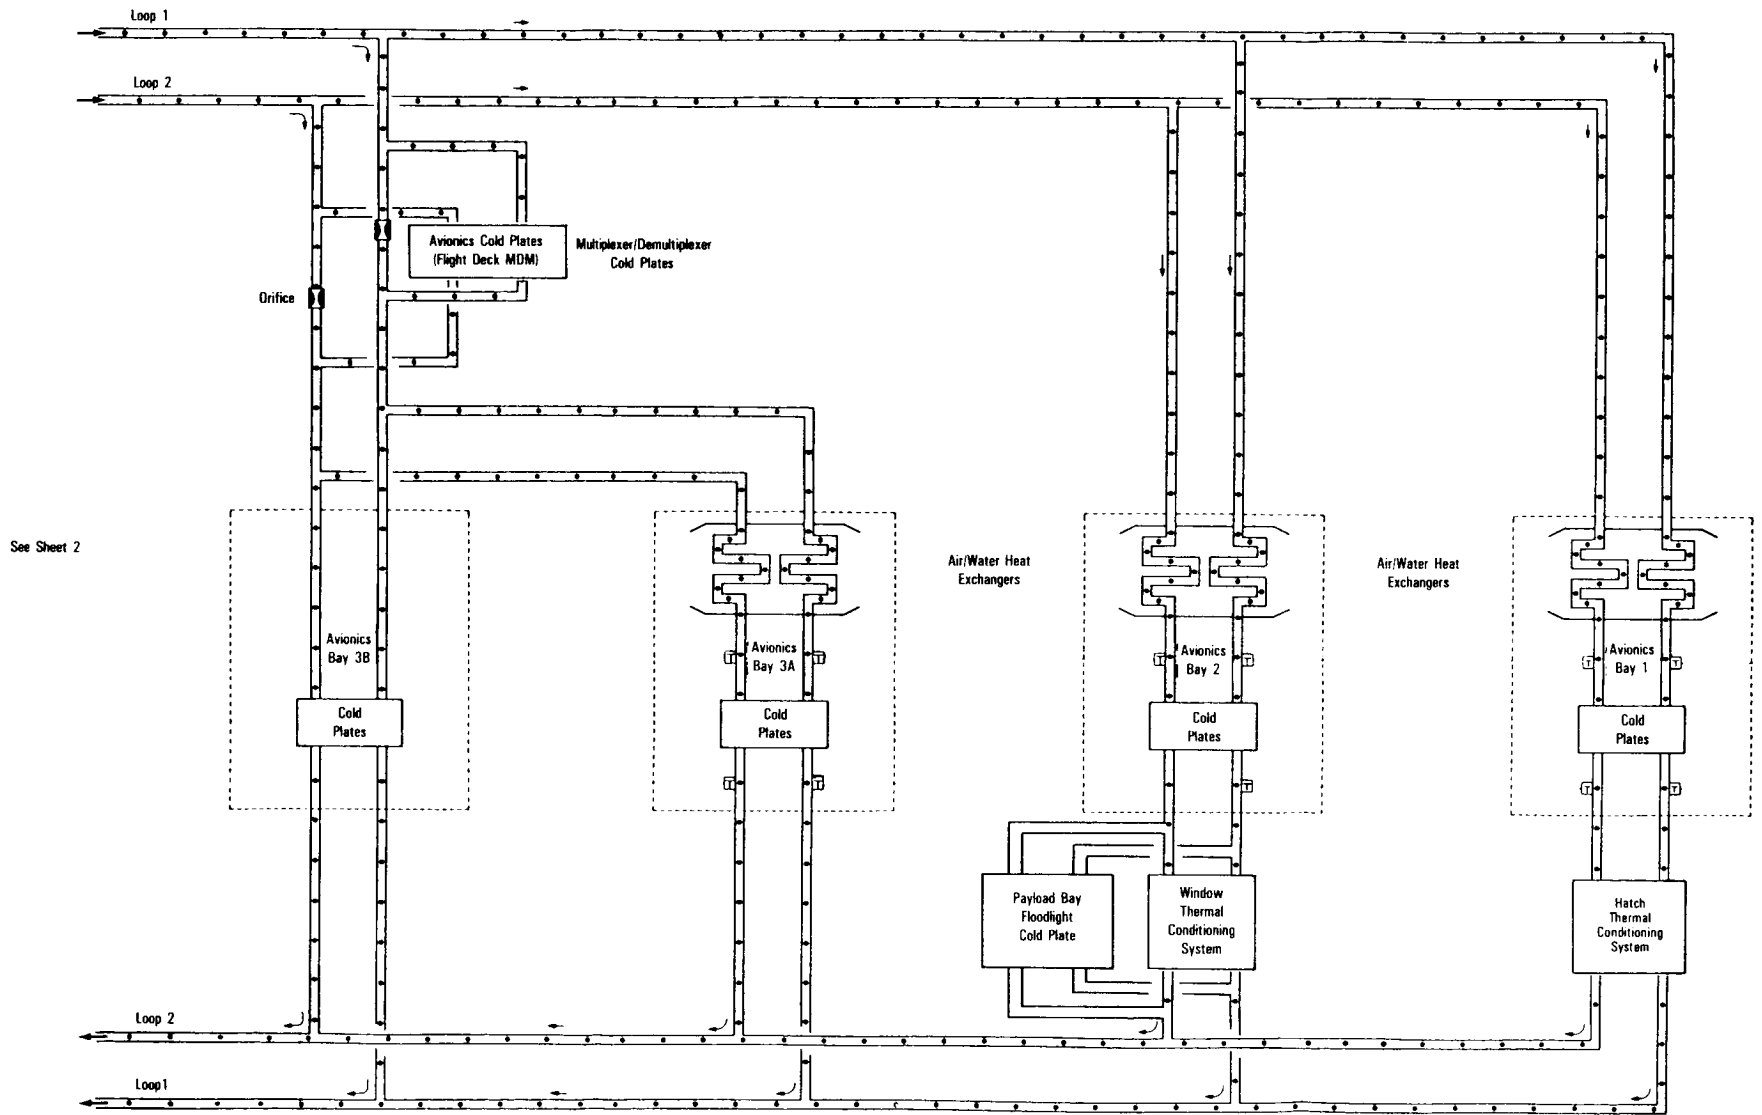 Loop 1
Loop 2
Avionics Cold Plates
(Flight Deck MDM)
Multiplexer/Demultiplexer
Cold Plates
Orifice
See Sheet 2
Air/Water Heat
Exchangers
Air/Water Heat
Exchangers
Avionics
Bay 3B
Avionics
Bay 3A
Avionics
Bay 2
Avionics
Bay 1
T
T
T
T
T
T
Cold
Plates
Cold
Plates
Cold
Plates
Cold
Plates
T
T
T
T
T
Payload Bay
Floodlight
Cold Plate
Window
Thermal
Conditioning
System
Hatch
Thermal
Conditioning
System
Loop 2
Loop1